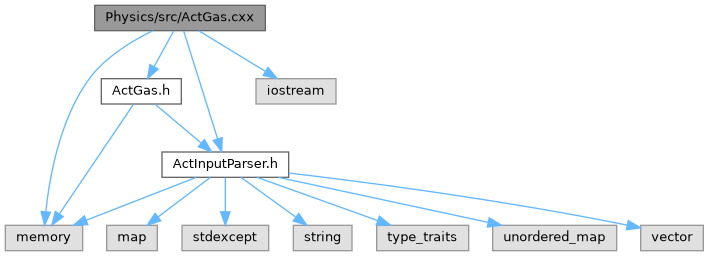 Physics/src/ActGas.cxx
ActGas.h
iostream
ActInputParser.h
memory
map
stdexcept
string
type_traits
unordered_map
vector